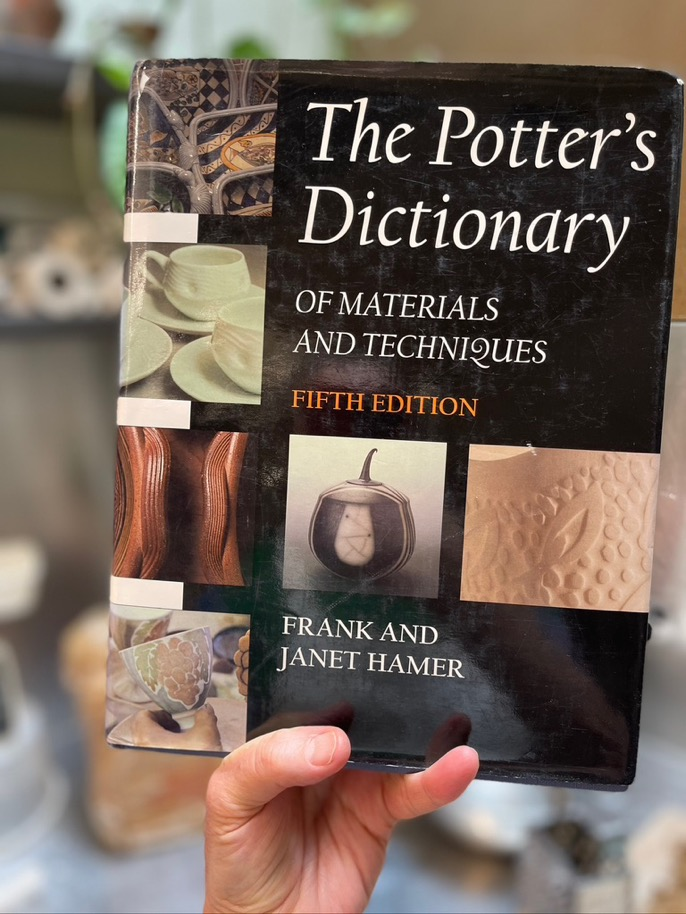 The Potter's
Dictionary
OF MATERIALS
AND TECHNIQUES
FIFTH EDITION
FRANK AND
JANET HAMER